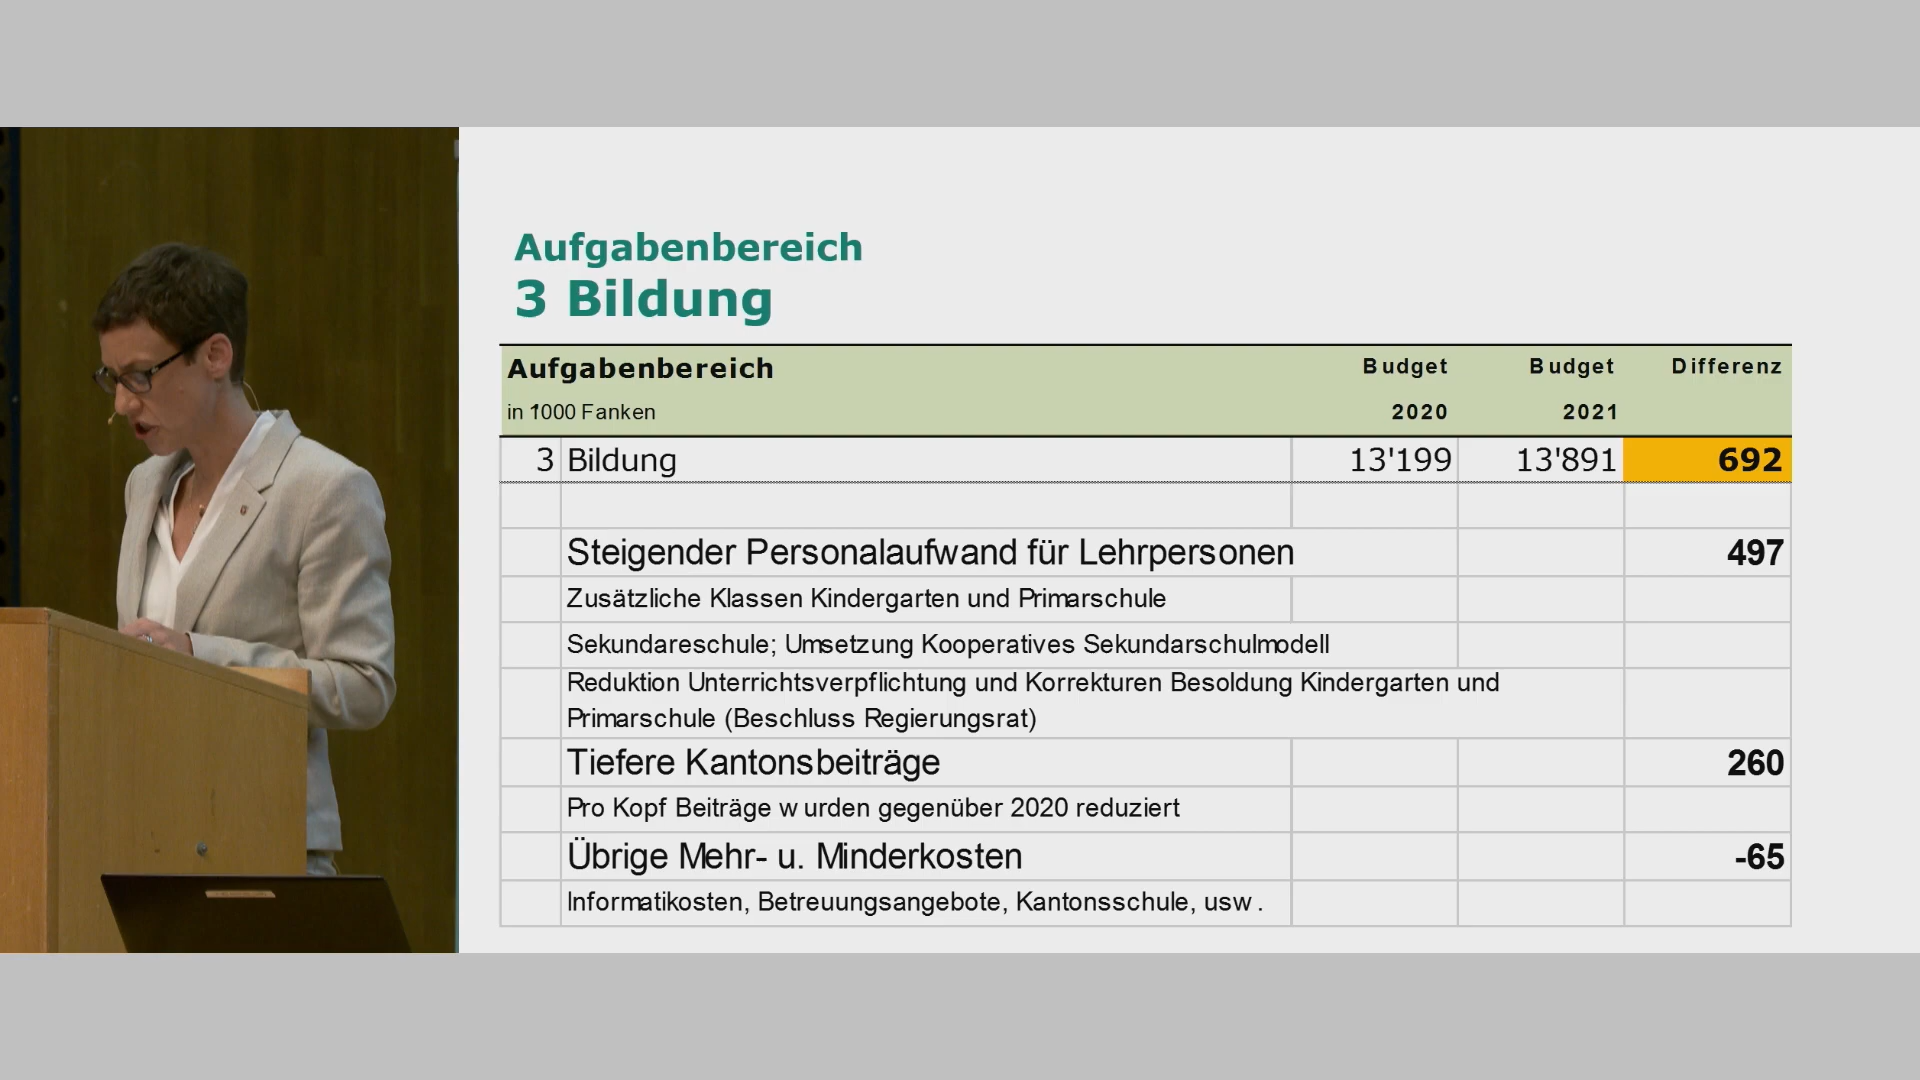 Aufgabenbereich
3 Bildung
Aufgabenbereich Budget Budget Differenz
in 1000 Fanken 2020 2021
3 Bildung 13'199 13'891 692
Steigender Personalaufwand für Lehrpersonen 497
Zusätzliche Klassen Kindergarten und Primarschule
Sekundareschule; Umsetzung Kooperatives Sekundarschulmodell
Reduktion Unterrichtsverpflichtung und Korrekturen Besoldung Kindergarten und
Primarschule (Beschluss Regierungsrat)
Tiefere Kantonsbeiträge 260
Pro Kopf Beiträge wurden gegenüber 2020 reduziert
Übrige Mehr- u. Minderkosten -65
Informatikosten, Betreuungsangebote, Kantonsschule, usw.